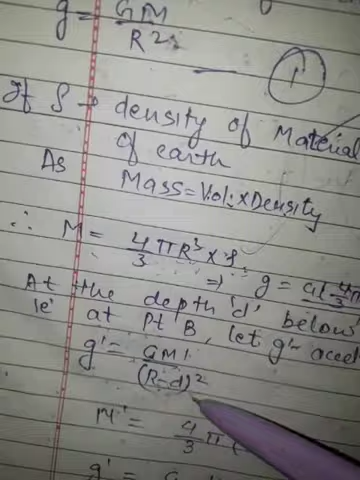 g = GM
R²
1
If ρ → density of Material
of earth
As Mass = Vol. × Density
∴ M = 4/3 πR³ × ρ
⇒ g = G
At the depth 'd' below
at Pt B, let g' accel
g' = GM'
(R-d)²
M' = 4/3 π (
g' =